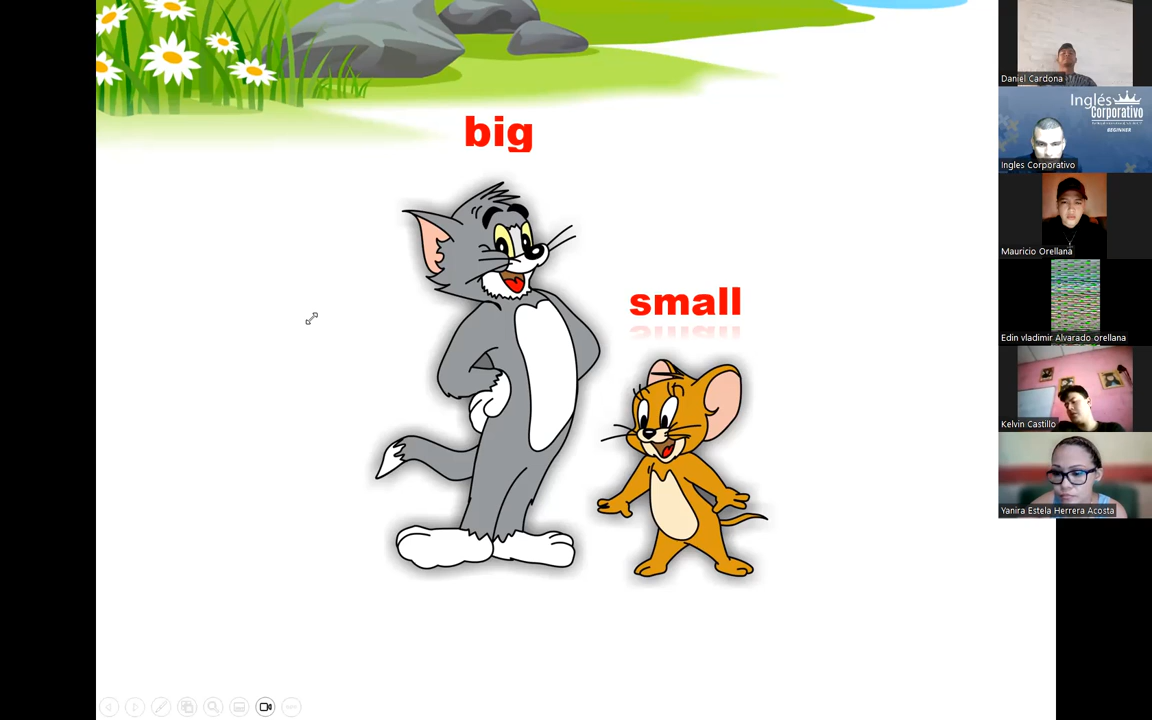 big
small
Daniel Cardona
Inglés
Corporativo
BEGINNER
Ingles Corporativo
Mauricio Orellana
Edin vladimir Alvarado orellana
Kelvin Castillo
Yanira Estela Herrera Acosta